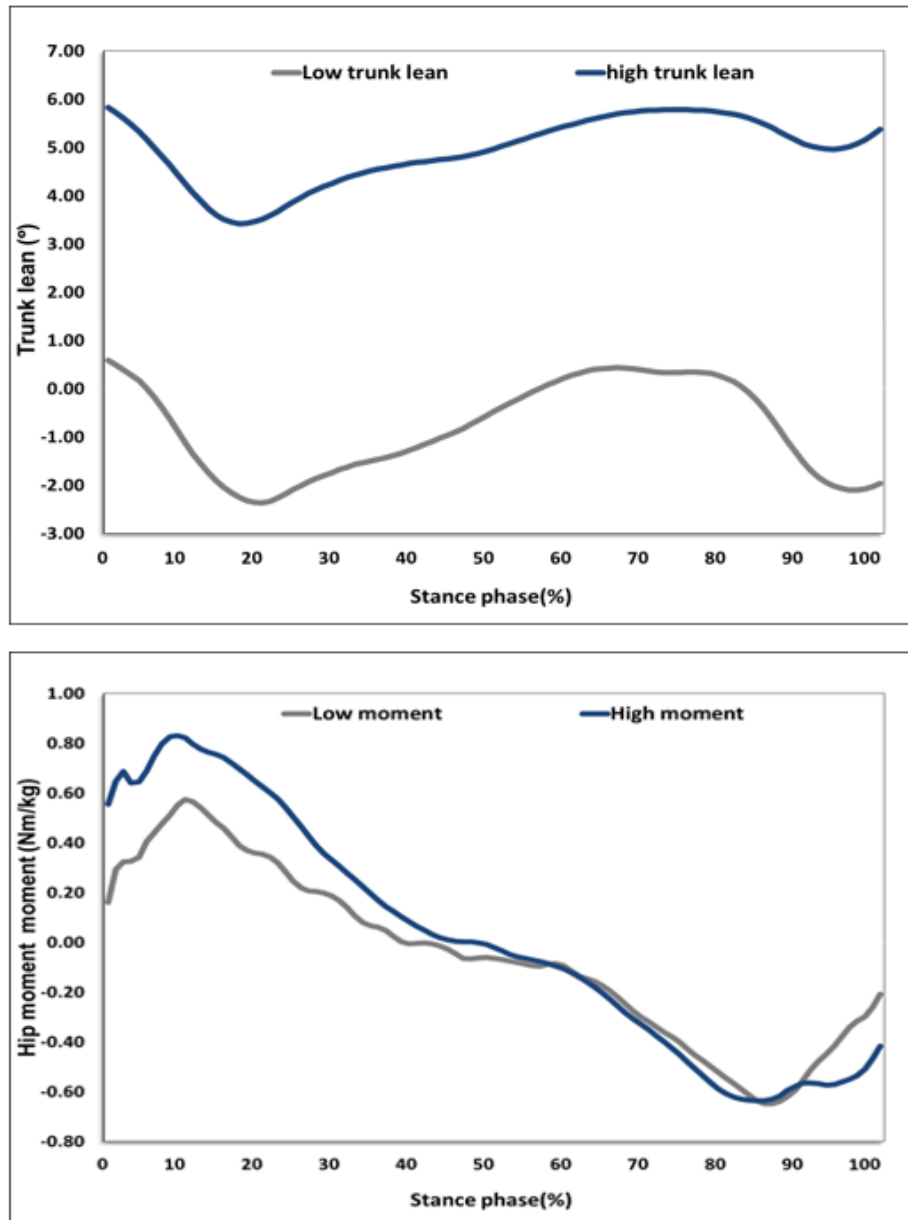 7.00
Low trunk lean high trunk lean
6.00
5.00
4.00
3.00
2.00
1.00
0.00
-1.00
-2.00
-3.00
Trunk lean (º)
0 10 20 30 40 50 60 70 80 90 100
Stance phase(%)
1.00
Low moment High moment
0.80
0.60
0.40
0.20
0.00
-0.20
-0.40
-0.60
-0.80
Hip moment moment (Nm/kg)
0 10 20 30 40 50 60 70 80 90 100
Stance phase(%)